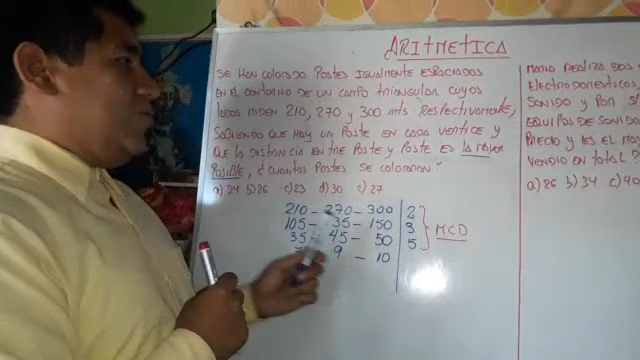 ARITMETICA
SE HAN COLOCADO POSTES IGUALMENTE ESPACIADOS
EN EL CONTORNO DE UN CAMPO TRIANGULAR CUYOS
LADOS MIDEN 210, 270 y 300 mts RESPECTIVAMENTE,
SABIENDO QUE HAY UN POSTE EN CADA VERTICE Y
QUE LA DISTANCIA ENTRE POSTE Y POSTE ES LA MAYOR
POSIBLE, ¿ CUANTOS POSTES SE COLOCARON
a) 24 b) 26 c) 23 d) 30 e) 27
210 - 270 - 300 | 2
105 - 35 - 150 | 3
35 - 45 - 50 | 5
9 - 10
MCD
MARIA REALIZA DOS
ELECTRODOMESTICOS,
SONIDO Y POR
EQUIPOS DE SONIDO
PRECIO Y ES EL
VENDIO EN TOTAL
a) 26 b) 34 c) 40